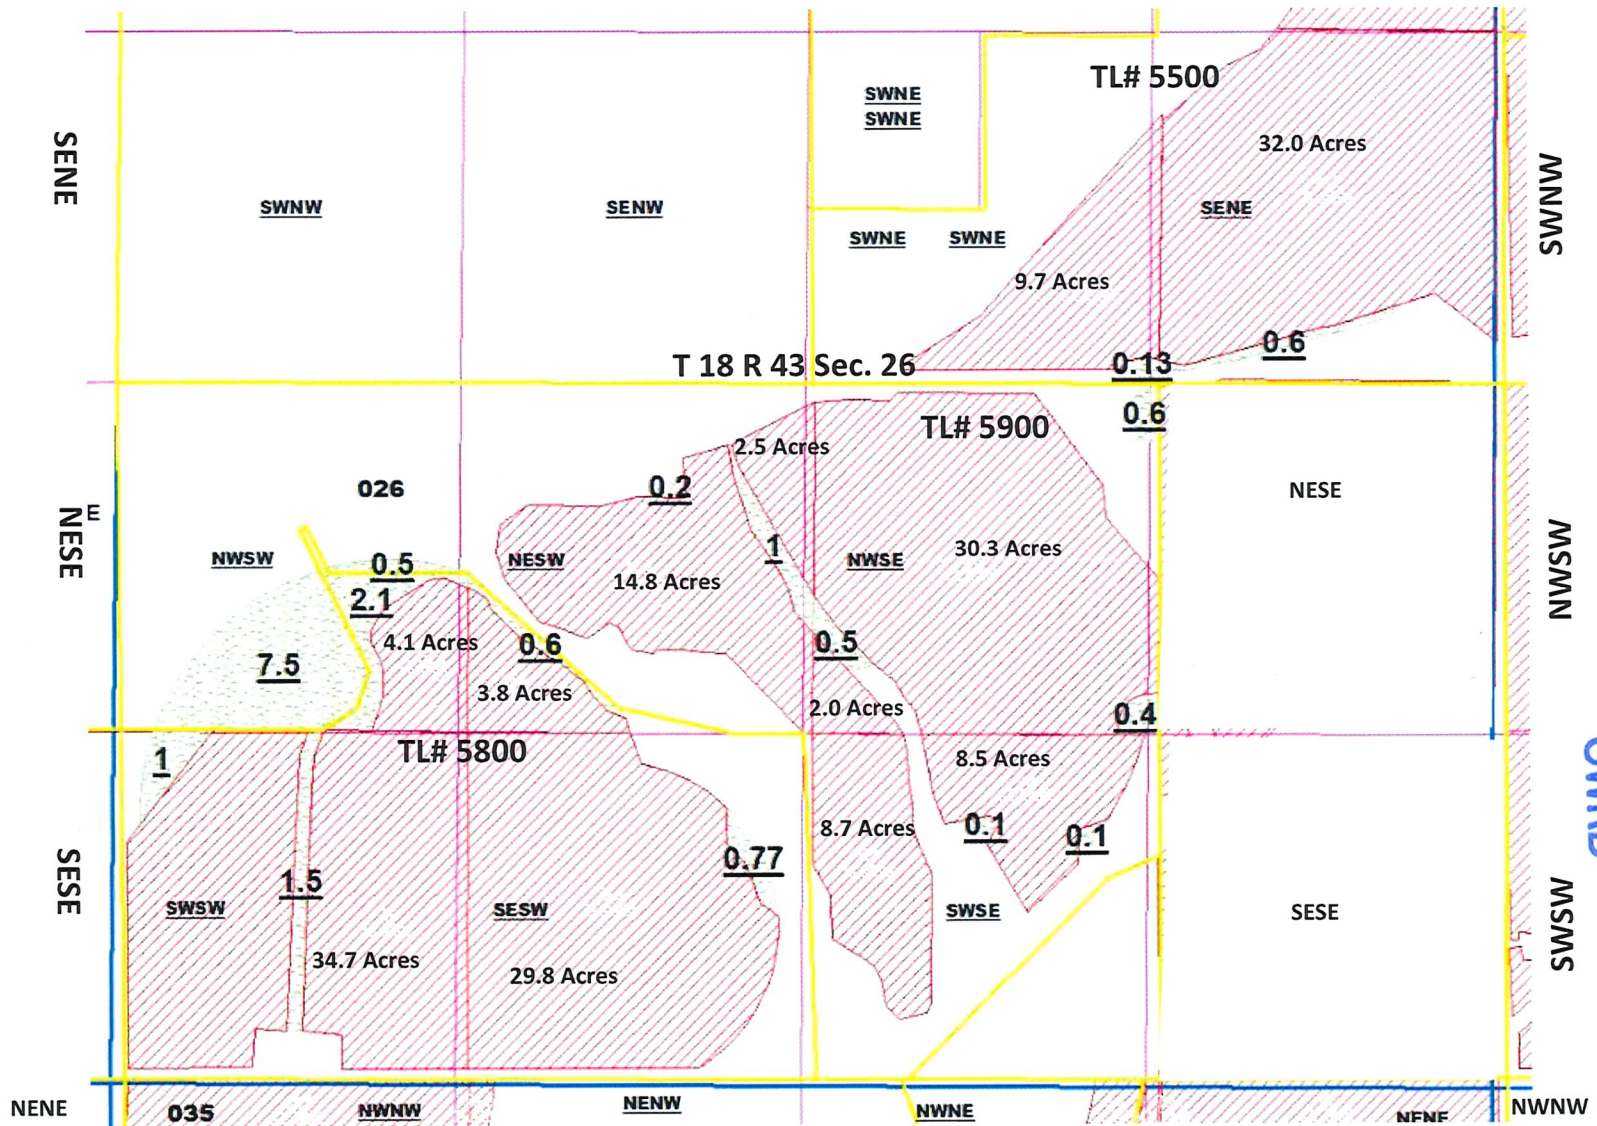 TL# 5500
SWNE
SWNE
32.0 Acres
SENE
SWNW
SENW
SENE
SWNW
SWNE
SWNE
9.7 Acres
0.6
T 18 R 43 Sec. 26
0.13
0.6
TL# 5900
2.5 Acres
026
0.2
NESE
NESE
E
NWSW
0.5
NESW
1
NWSE
30.3 Acres
NWSW
14.8 Acres
2.1
4.1 Acres
0.6
0.5
7.5
3.8 Acres
2.0 Acres
0.4
1
TL# 5800
8.5 Acres
8.7 Acres
0.1
0.1
0.77
SESE
1.5
SWSW
SESW
SWSE
SESE
SWSW
34.7 Acres
29.8 Acres
NENE
035
NWNW
NENW
NWNE
NENE
NWNW